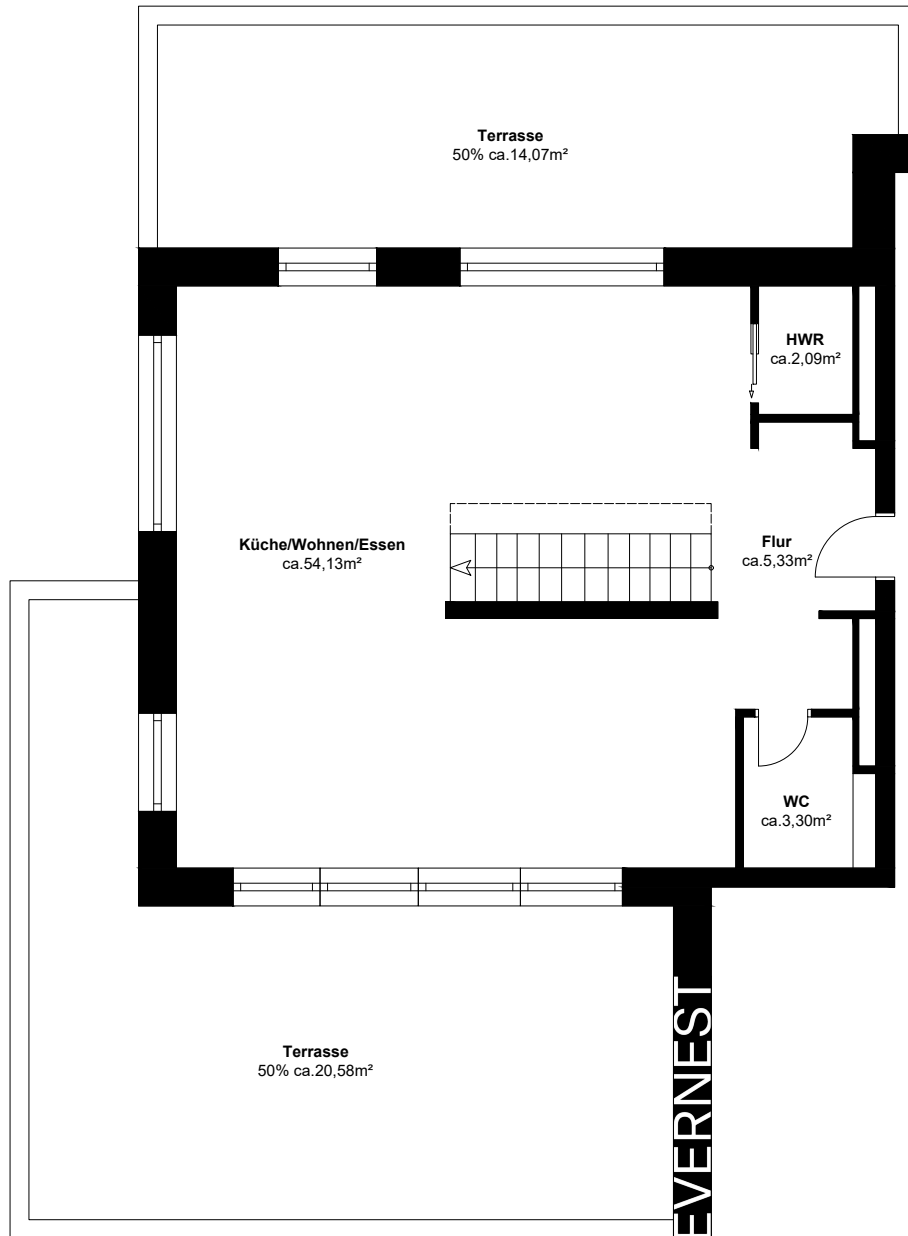 Terrasse
50% ca.14,07m²
HWR
ca.2,09m²
Küche/Wohnen/Essen
ca.54,13m²
Flur
ca.5,33m²
WC
ca.3,30m²
Terrasse
50% ca.20,58m²
EVERNEST